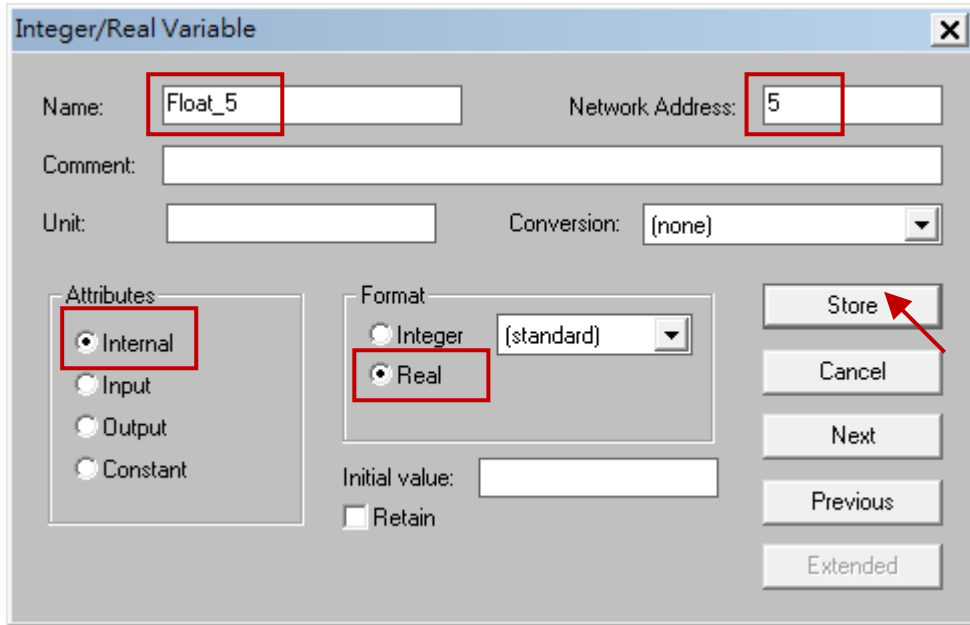 Integer/Real Variable
Name: Float_5 Network Address: 5
Comment:
Unit: Conversion: (none)
Attributes
Internal
Input
Output
Constant
Format
Integer (standard)
Real
Initial value:
Retain
Store
Cancel
Next
Previous
Extended